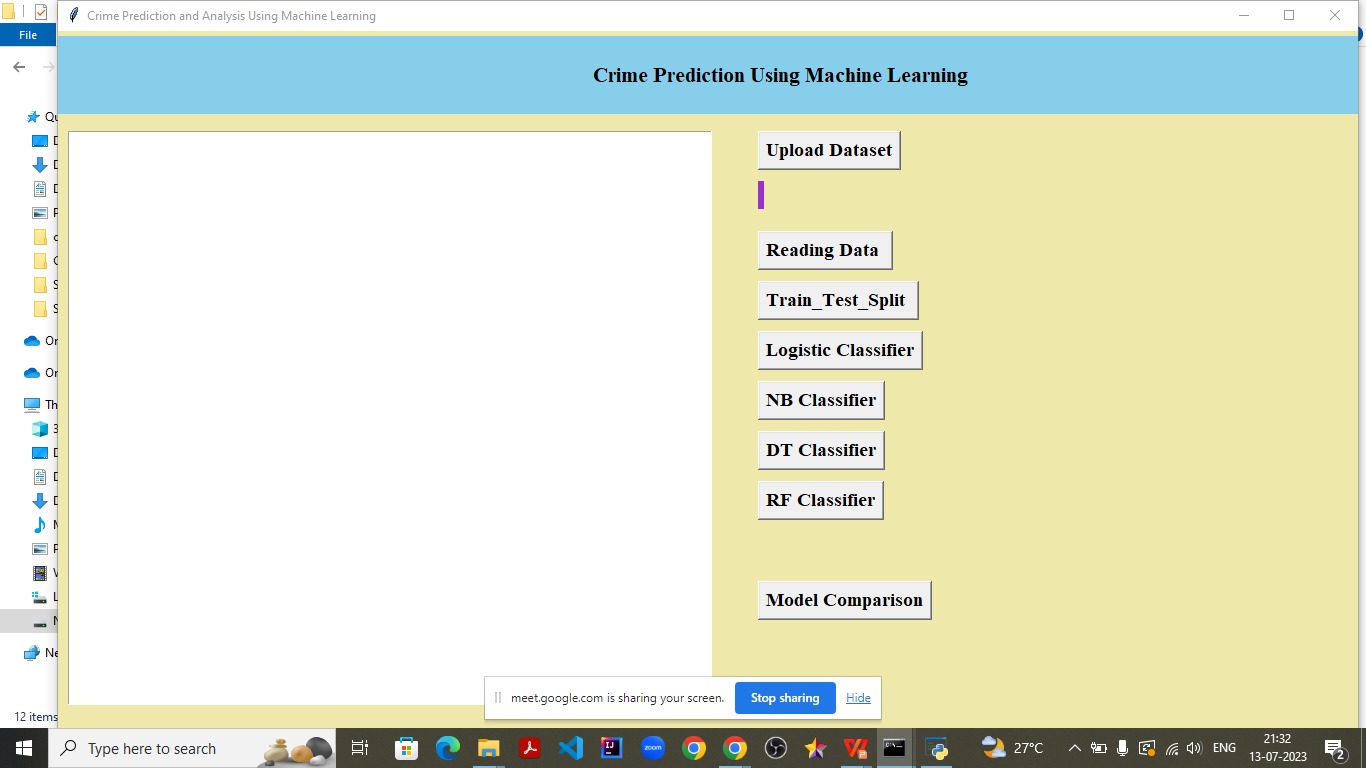 Crime Prediction and Analysis Using Machine Learning
File
Crime Prediction Using Machine Learning
Upload Dataset
Reading Data
Train_Test_Split
Logistic Classifier
NB Classifier
DT Classifier
RF Classifier
Model Comparison
12 items
meet.google.com is sharing your screen.
Stop sharing
Hide
Type here to search
zoom
27°C
ENG
21:32
13-07-2023
2